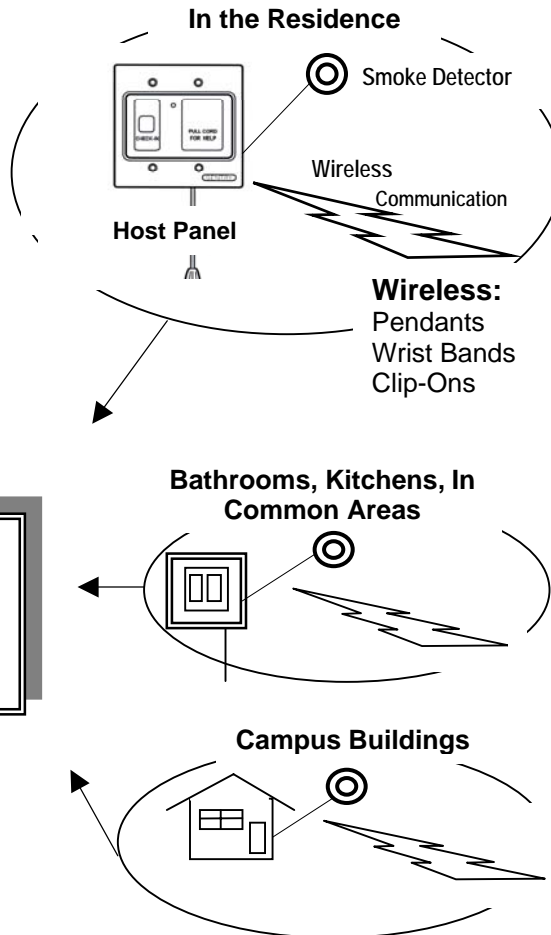 In the Residence
Smoke Detector
CHECK-IN
PULL CORD
FOR HELP
Wireless
Communication
Host Panel
Wireless:
Pendants
Wrist Bands
Clip-Ons
Bathrooms, Kitchens, In
Common Areas
Campus Buildings